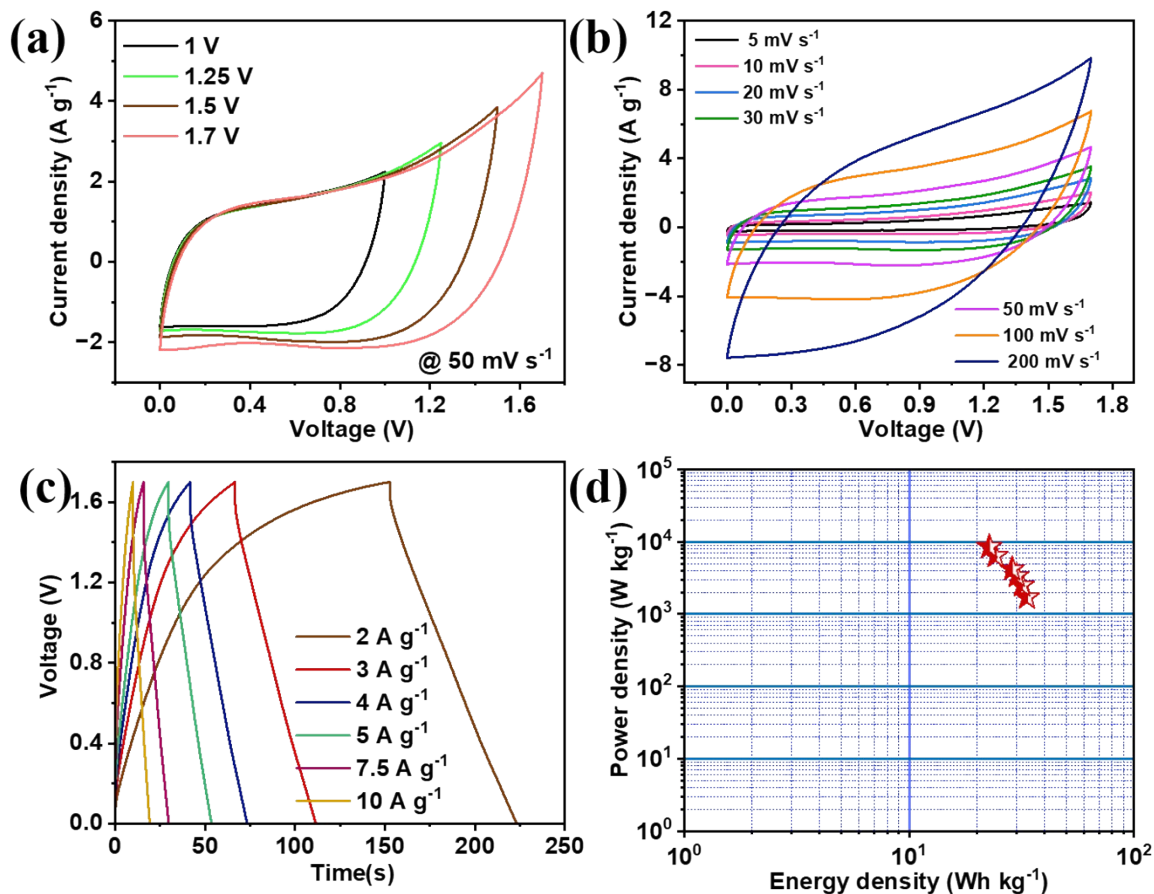 (a)
6
4
2
0
−2
Current density (A g⁻¹)
1 V
1.25 V
1.5 V
1.7 V
@ 50 mV s⁻¹
0.0 0.4 0.8 1.2 1.6
Voltage (V)
(b)
12
8
4
0
−4
−8
Current density (A g⁻¹)
5 mV s⁻¹
10 mV s⁻¹
20 mV s⁻¹
30 mV s⁻¹
50 mV s⁻¹
100 mV s⁻¹
200 mV s⁻¹
0.0 0.3 0.6 0.9 1.2 1.5 1.8
Voltage (V)
(c)
1.6
1.2
0.8
0.4
0.0
Voltage (V)
2 A g⁻¹
3 A g⁻¹
4 A g⁻¹
5 A g⁻¹
7.5 A g⁻¹
10 A g⁻¹
0 50 100 150 200 250
Time(s)
(d)
10⁵
10⁴
10³
10²
10¹
10⁰
Power density (W kg⁻¹)
10⁰ 10¹ 10²
Energy density (Wh kg⁻¹)